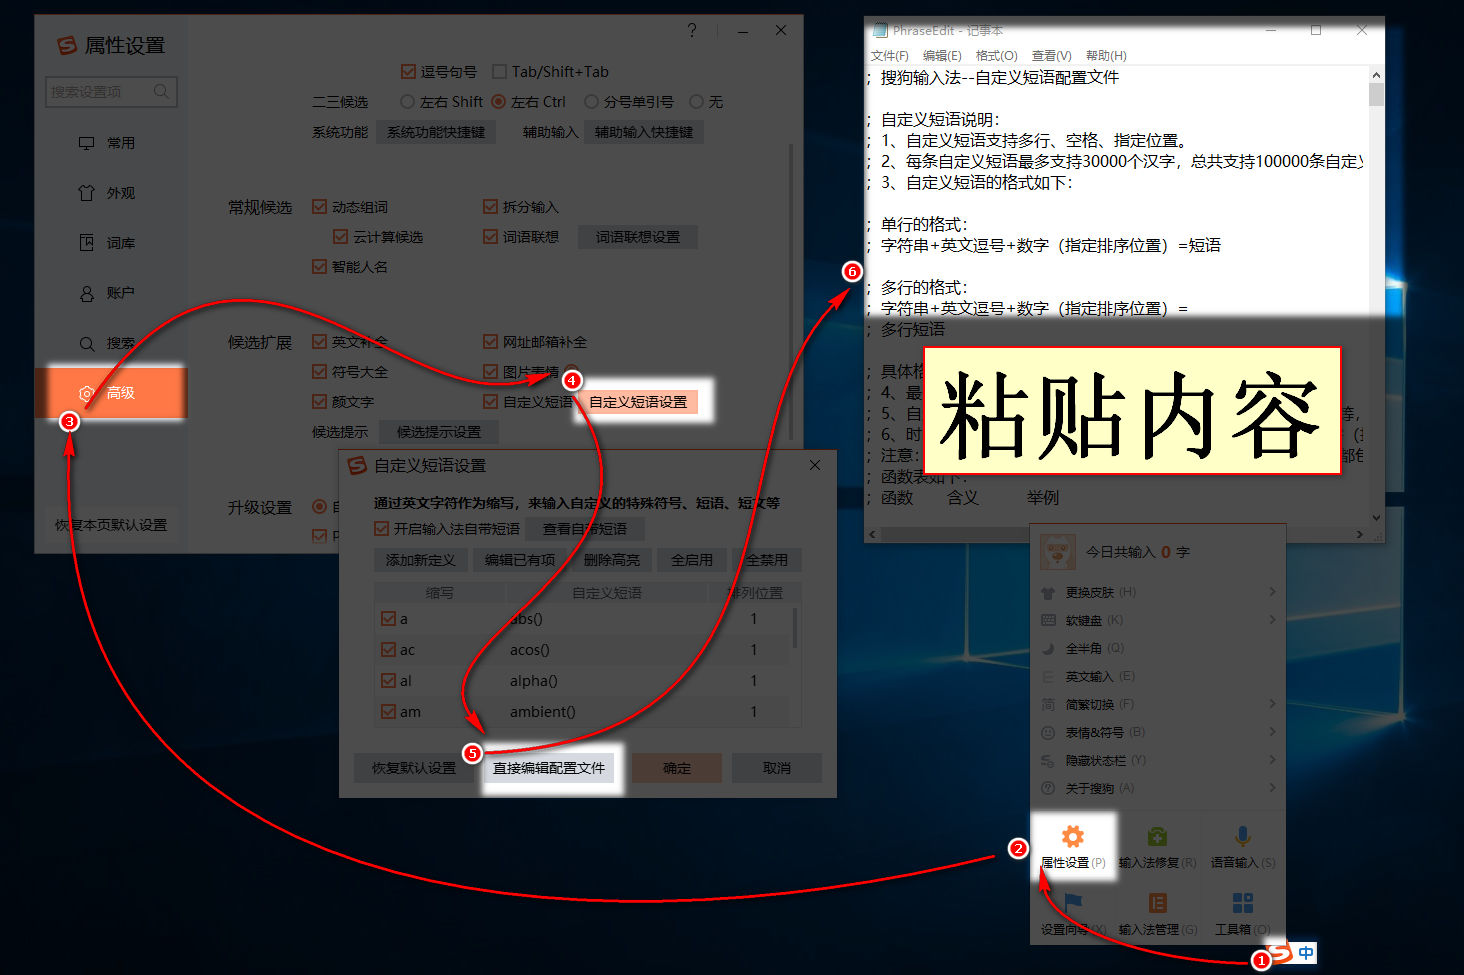 属性设置
?
搜索设置项
常用
外观
词库
账户
搜索
高级
恢复本页默认设置
逗号句号 Tab/Shift+Tab
二三候选 左右 Shift 左右 Ctrl 分号单引号 无
系统功能 系统功能快捷键 辅助输入 辅助输入快捷键
常规候选 动态组词 拆分输入
云计算候选 词语联想 词语联想设置
智能人名
候选扩展 英文补全 网址邮箱补全
符号大全 图片表情
颜文字 自定义短语 自定义短语设置
候选提示 候选提示设置
升级设置
3
4
自定义短语设置
通过英文字符作为缩写，来输入自定义的特殊符号、短语、短文等
开启输入法自带短语 查看自带短语
添加新定义 编辑已有项 删除高亮 全启用 全禁用
缩写 自定义短语 排列位置
a abs() 1
ac acos() 1
al alpha() 1
am ambient() 1
5
恢复默认设置 直接编辑配置文件 确定 取消
6
PhraseEdit - 记事本
文件(F) 编辑(E) 格式(O) 查看(V) 帮助(H)
; 搜狗输入法--自定义短语配置文件
; 自定义短语说明：
; 1、自定义短语支持多行、空格、指定位置。
; 2、每条自定义短语最多支持30000个汉字，总共支持100000条自定义
; 3、自定义短语的格式如下：
; 单行的格式：
; 字符串+英文逗号+数字（指定排序位置）=短语
; 多行的格式：
; 字符串+英文逗号+数字（指定排序位置）=
; 多行短语
; 具体格
; 4、最
; 5、自 等，
; 6、时
; 注意： 都包
; 函数表如下：
; 函数 含义 举例
粘贴内容
今日共输入 0 字
更换皮肤 (H)
软键盘 (K)
全半角 (Q)
英文输入 (E)
简繁切换 (F)
表情&符号 (B)
隐藏状态栏 (Y)
关于搜狗 (A)
2
属性设置(P) 输入法修复(R) 语音输入(S)
设置向导(X) 输入法管理(G) 工具箱(O)
1
中